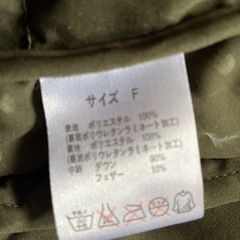 サイズ F
表地 ポリエステル 100%
(裏面ポリウレタンラミネート加工)
裏地 ポリエステル 100%
(裏面ポリウレタンラミネート加工)
中綿 ダウン 90%
フェザー 10%